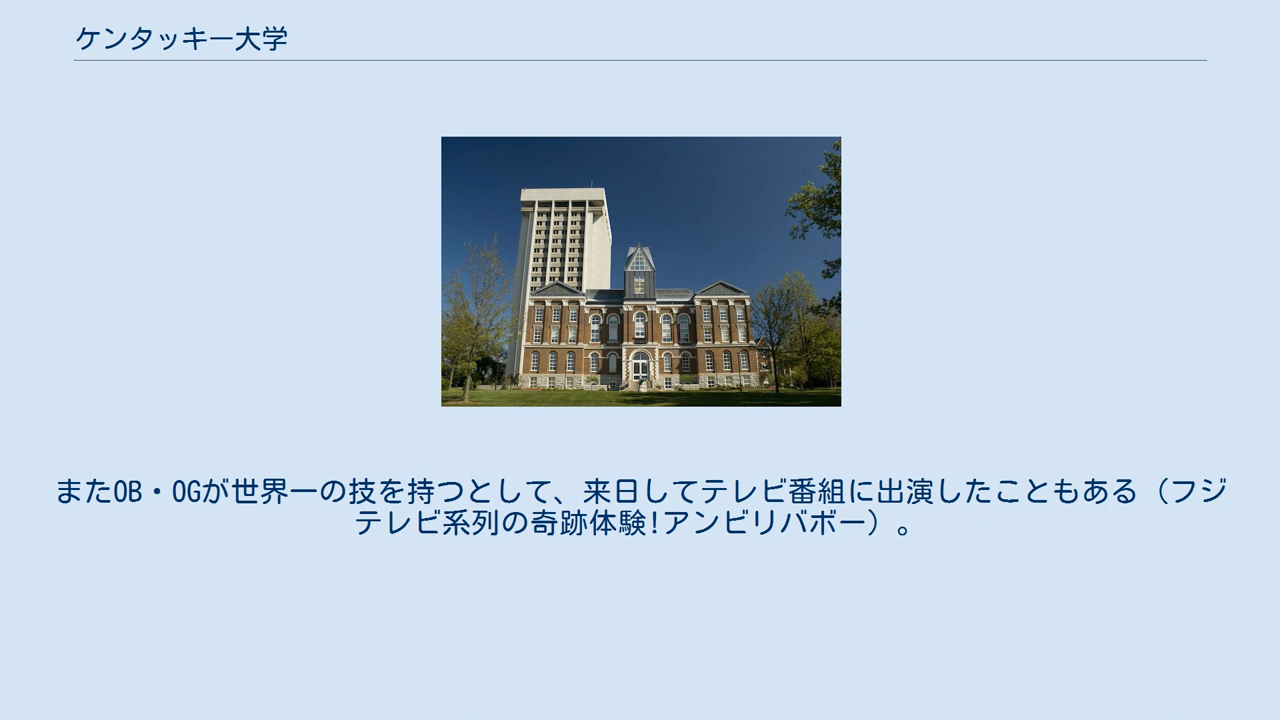 ケンタッキー大学
またOB・OGが世界一の技を持つとして、来日してテレビ番組に出演したこともある（フジ
テレビ系列の奇跡体験!アンビリバボー）。